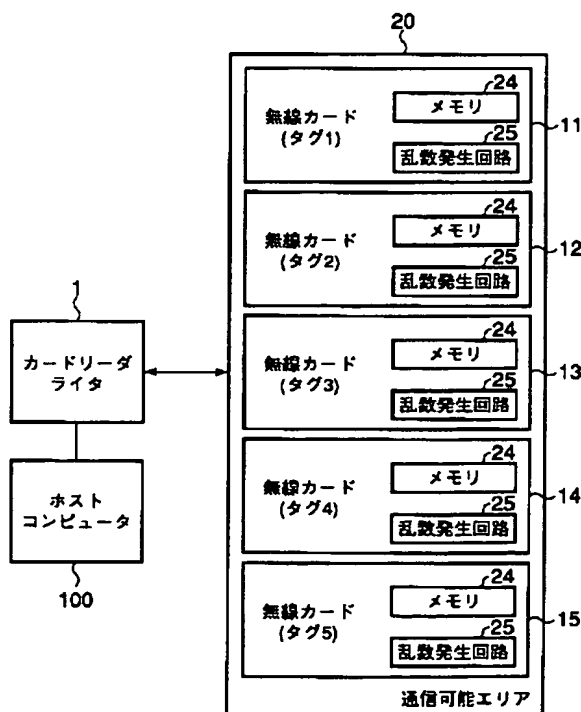 20
無線カード
(タグ1)
24
メモリ
25
乱数発生回路
11
無線カード
(タグ2)
24
メモリ
25
乱数発生回路
12
無線カード
(タグ3)
24
メモリ
25
乱数発生回路
13
無線カード
(タグ4)
24
メモリ
25
乱数発生回路
14
無線カード
(タグ5)
24
メモリ
25
乱数発生回路
15
通信可能エリア
1
カードリーダ
ライタ
ホスト
コンピュータ
100